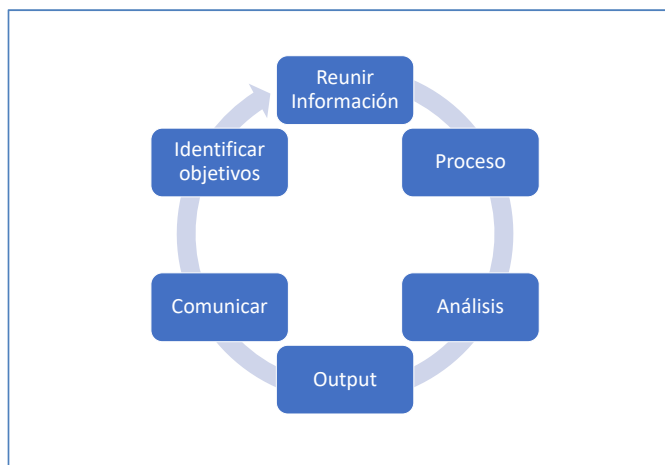 Reunir
Información
Proceso
Análisis
Output
Comunicar
Identificar
objetivos